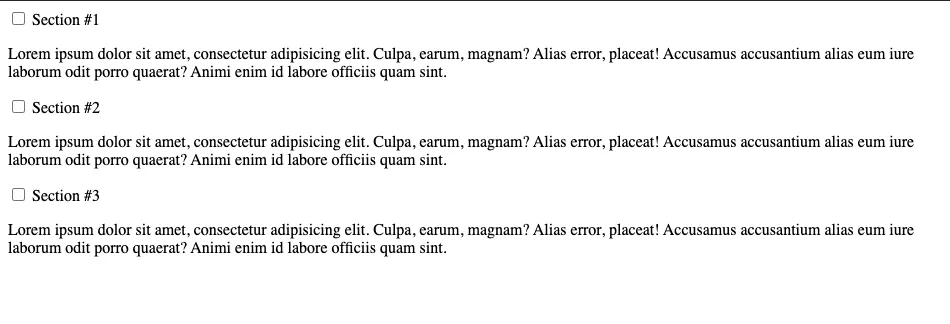 Section #1
Lorem ipsum dolor sit amet, consectetur adipisicing elit. Culpa, earum, magnam? Alias error, placeat! Accusamus accusantium alias eum iure
laborum odit porro quaerat? Animi enim id labore officiis quam sint.
Section #2
Lorem ipsum dolor sit amet, consectetur adipisicing elit. Culpa, earum, magnam? Alias error, placeat! Accusamus accusantium alias eum iure
laborum odit porro quaerat? Animi enim id labore officiis quam sint.
Section #3
Lorem ipsum dolor sit amet, consectetur adipisicing elit. Culpa, earum, magnam? Alias error, placeat! Accusamus accusantium alias eum iure
laborum odit porro quaerat? Animi enim id labore officiis quam sint.